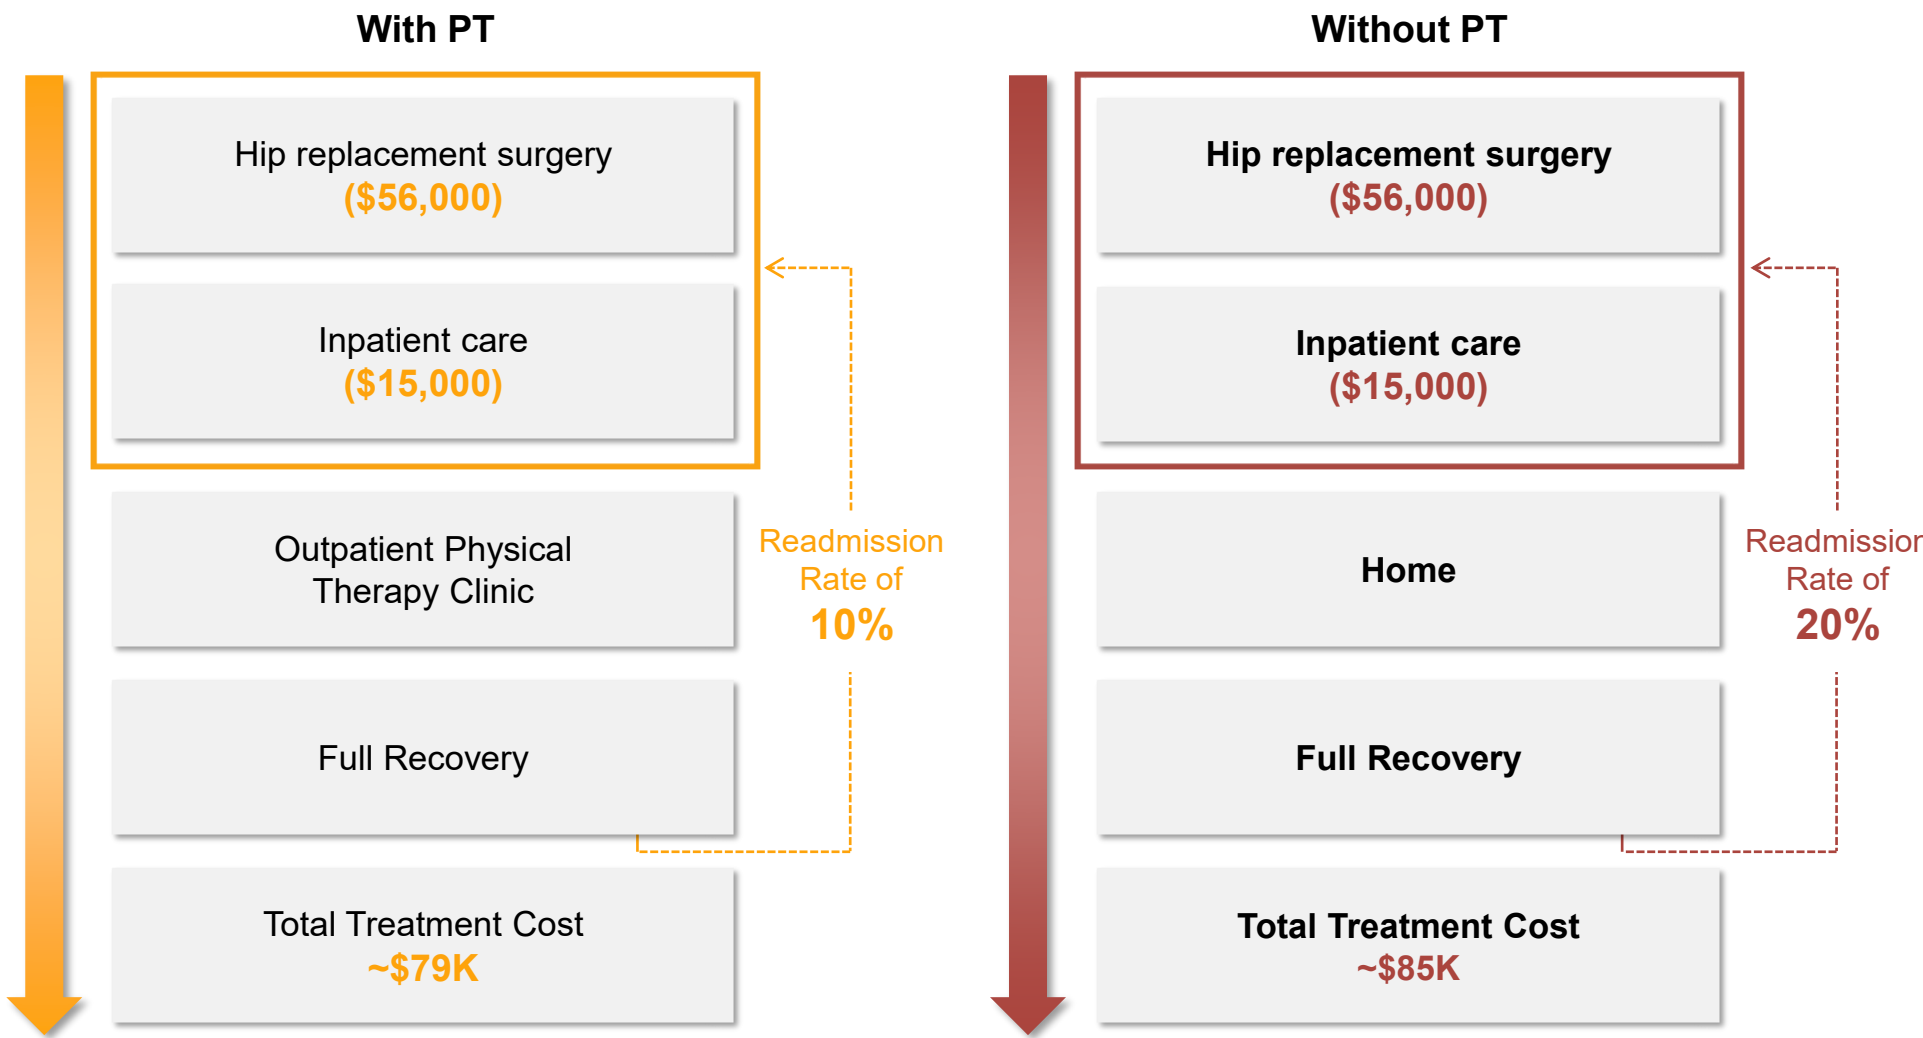 With PT
Hip replacement surgery
($56,000)
Inpatient care
($15,000)
Outpatient Physical
Therapy Clinic
Full Recovery
Total Treatment Cost
~$79K
Readmission
Rate of
10%
Without PT
Hip replacement surgery
($56,000)
Inpatient care
($15,000)
Home
Full Recovery
Total Treatment Cost
~$85K
Readmission
Rate of
20%